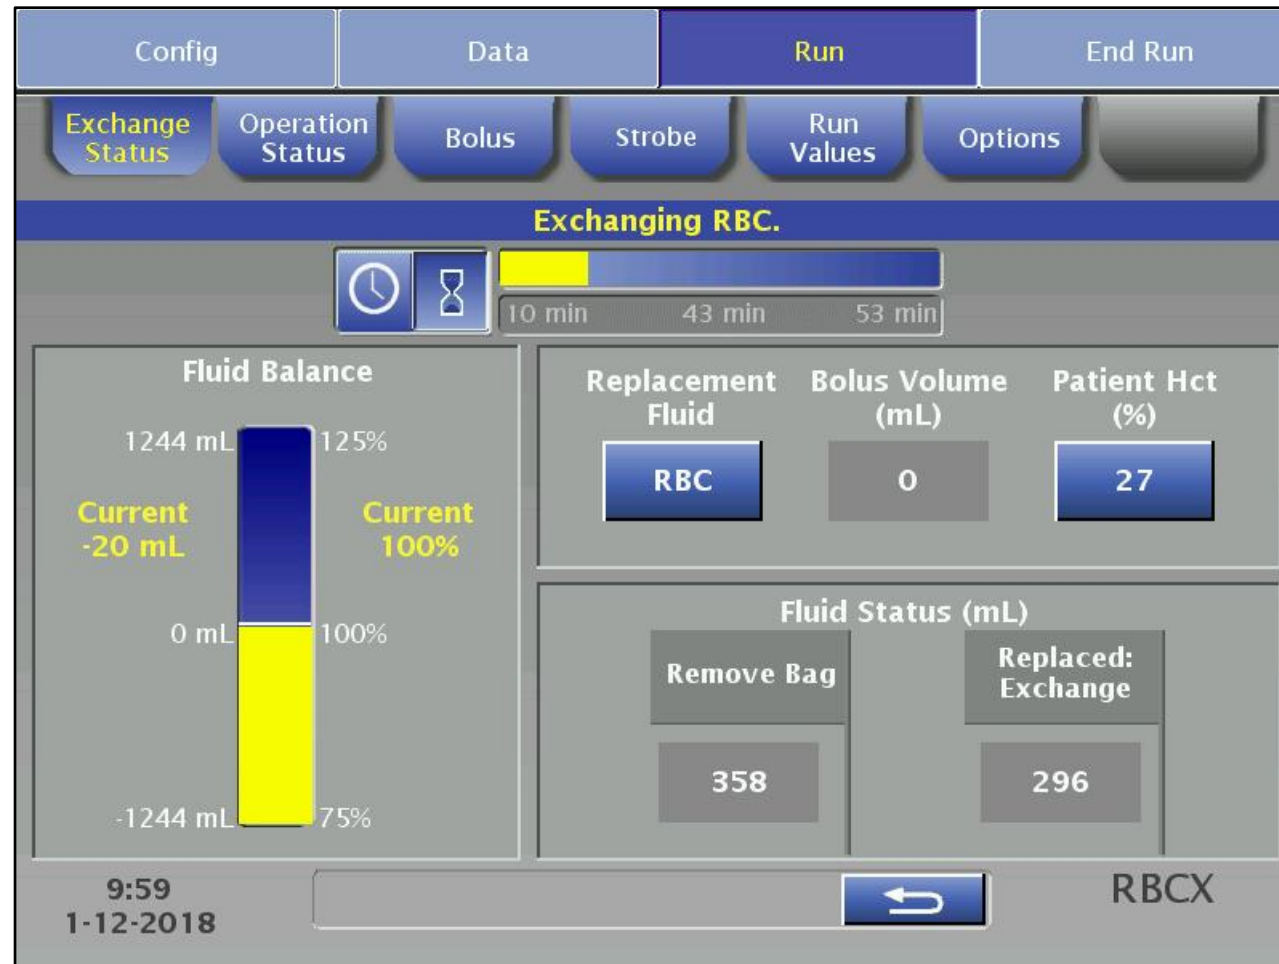 Config Data Run End Run
Exchange Status Operation Status Bolus Strobe Run Values Options
Exchanging RBC.
10 min 43 min 53 min
Fluid Balance
1244 mL 125%
Current -20 mL Current 100%
0 mL 100%
-1244 mL 75%
Replacement Fluid Bolus Volume (mL) Patient Hct (%)
RBC 0 27
Fluid Status (mL)
Remove Bag Replaced: Exchange
358 296
9:59
1-12-2018
RBCX